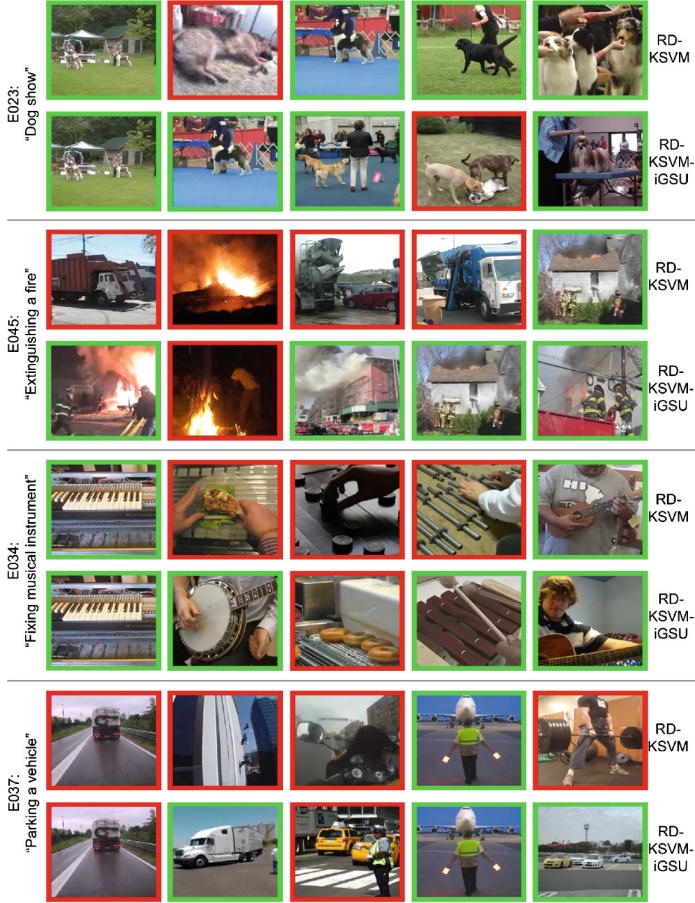 E023:
"Dog show"
RD-
KSVM
RD-
KSVM-
iGSU
E045:
"Extinguishing a fire"
RD-
KSVM
RD-
KSVM-
iGSU
E034:
"Fixing musical instrument"
RD-
KSVM
RD-
KSVM-
iGSU
E037:
"Parking a vehicle"
RD-
KSVM
RD-
KSVM-
iGSU